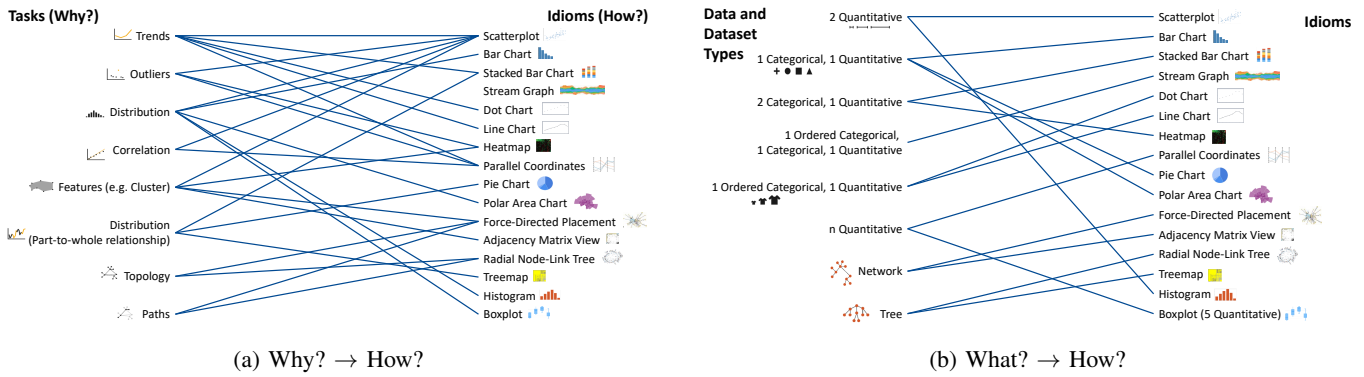 Tasks (Why?)
Idioms (How?)
Trends
Outliers
Distribution
Correlation
Features (e.g. Cluster)
Distribution
(Part-to-whole relationship)
Topology
Paths
Scatterplot
Bar Chart
Stacked Bar Chart
Stream Graph
Dot Chart
Line Chart
Heatmap
Parallel Coordinates
Pie Chart
Polar Area Chart
Force-Directed Placement
Adjacency Matrix View
Radial Node-Link Tree
Treemap
Histogram
Boxplot
(a) Why? → How?
Data and
Dataset
Types
Idioms
2 Quantitative
1 Categorical, 1 Quantitative
2 Categorical, 1 Quantitative
1 Ordered Categorical,
1 Categorical, 1 Quantitative
1 Ordered Categorical, 1 Quantitative
n Quantitative
Network
Tree
Scatterplot
Bar Chart
Stacked Bar Chart
Stream Graph
Dot Chart
Line Chart
Heatmap
Parallel Coordinates
Pie Chart
Polar Area Chart
Force-Directed Placement
Adjacency Matrix View
Radial Node-Link Tree
Treemap
Histogram
Boxplot (5 Quantitative)
(b) What? → How?